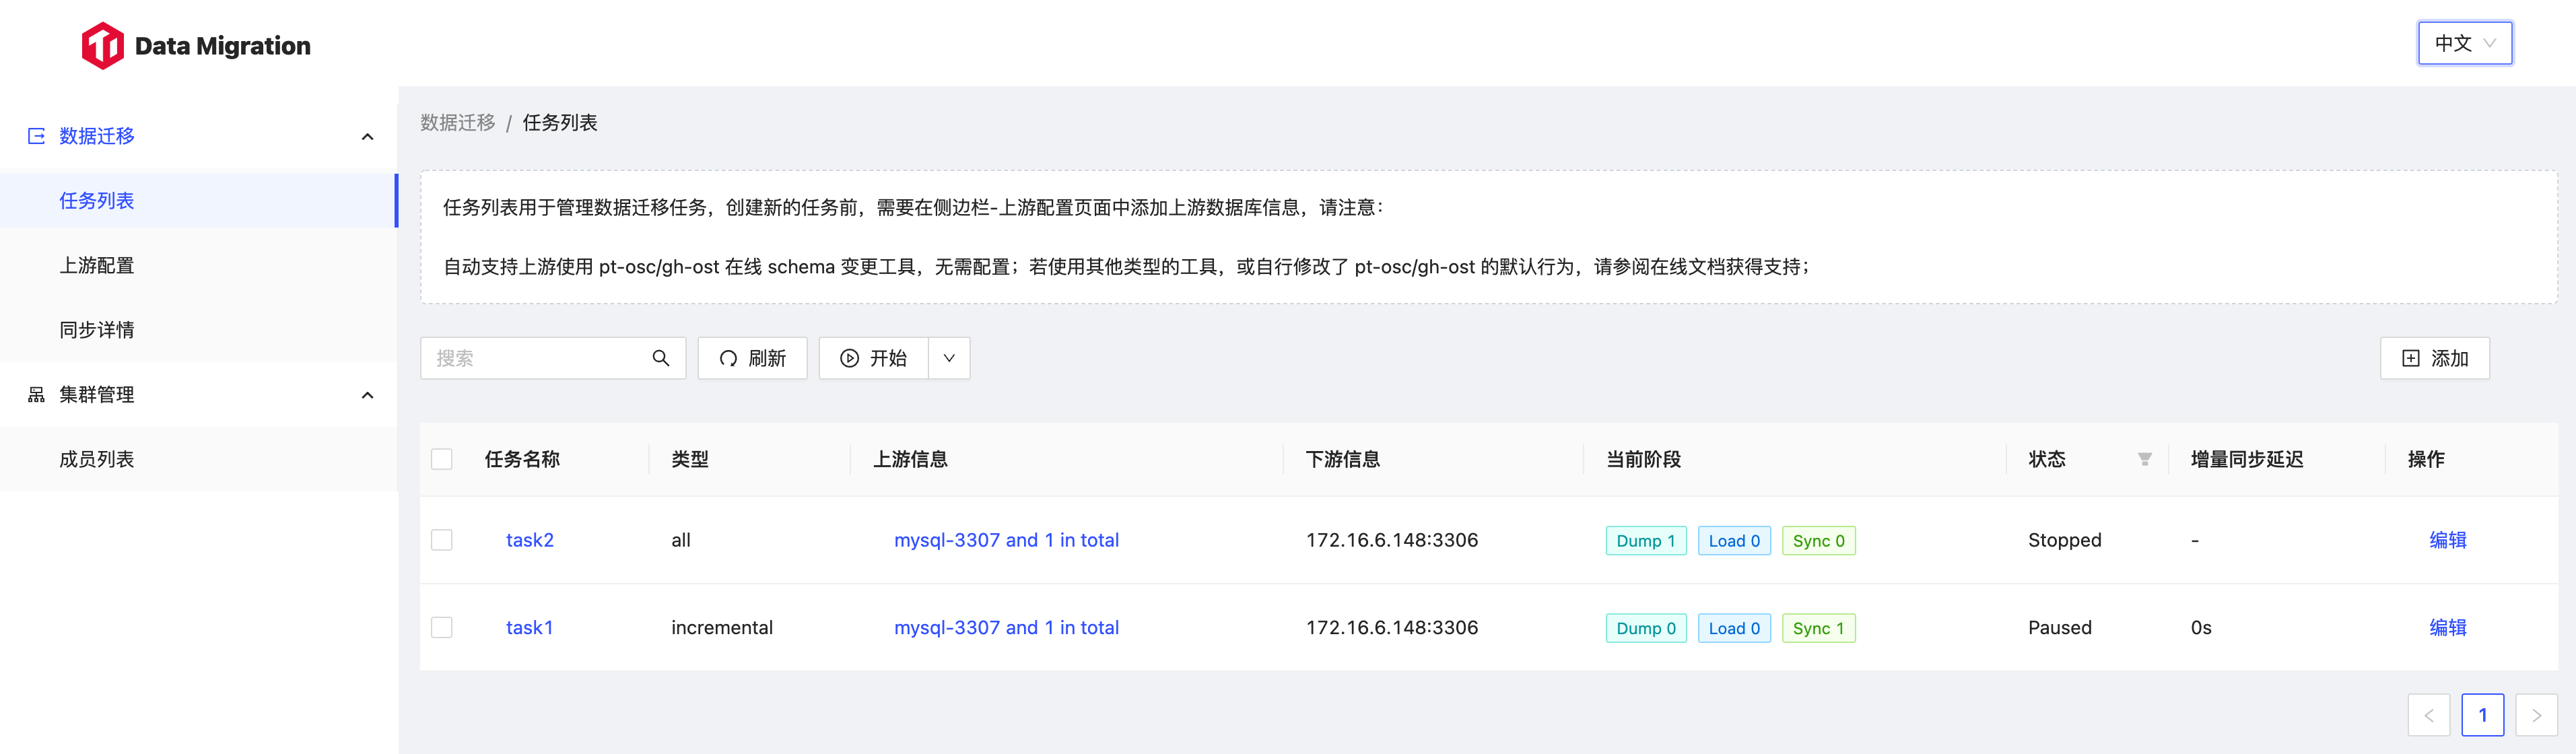 Data Migration
中文
数据迁移
任务列表
上游配置
同步详情
集群管理
成员列表
数据迁移 / 任务列表
任务列表用于管理数据迁移任务，创建新的任务前，需要在侧边栏-上游配置页面中添加上游数据库信息，请注意：
自动支持上游使用 pt-osc/gh-ost 在线 schema 变更工具，无需配置；若使用其他类型的工具，或自行修改了 pt-osc/gh-ost 的默认行为，请参阅在线文档获得支持；
搜索 刷新 开始 添加
任务名称 类型 上游信息 下游信息 当前阶段 状态 增量同步延迟 操作
task2 all mysql-3307 and 1 in total 172.16.6.148:3306 Dump 1 Load 0 Sync 0 Stopped - 编辑
task1 incremental mysql-3307 and 1 in total 172.16.6.148:3306 Dump 0 Load 0 Sync 1 Paused 0s 编辑
1